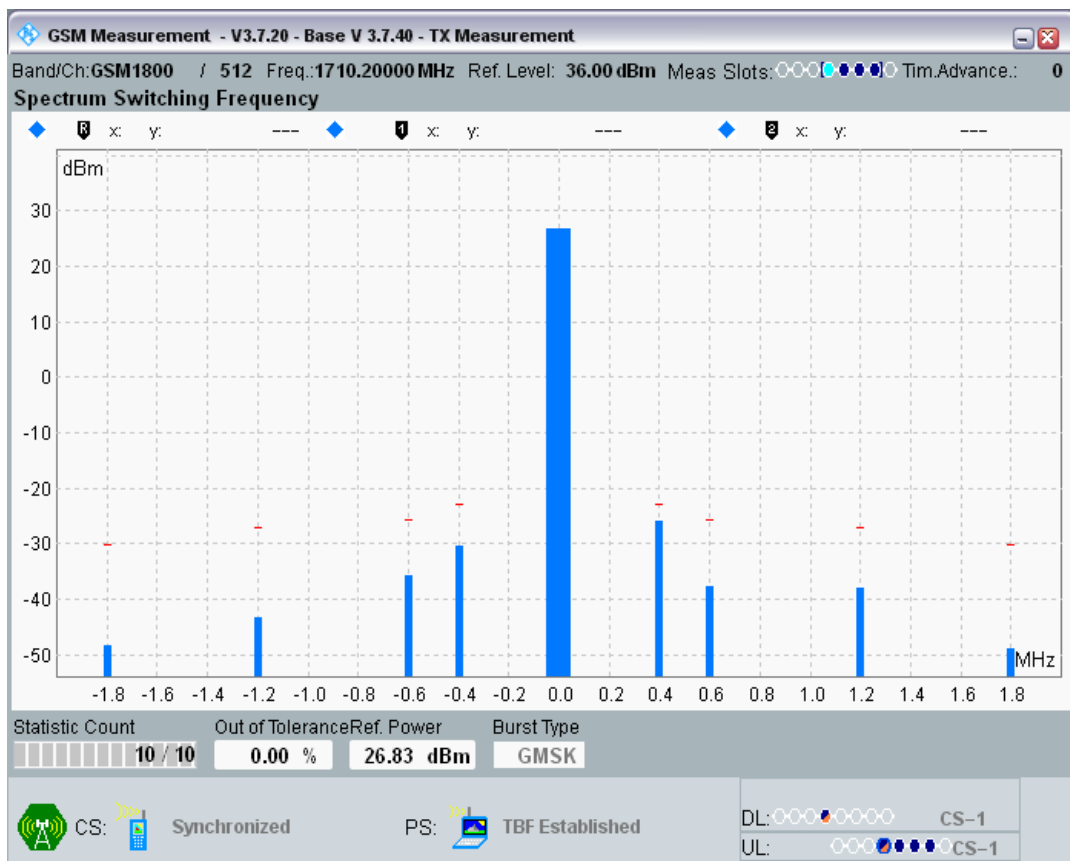 GSM Measurement - V3.7.20 - Base V 3.7.40 - TX Measurement
Band/Ch:GSM1800 / 512 Freq.:1710.20000 MHz Ref. Level: 36.00 dBm Meas Slots: Tim.Advance.: 0
Spectrum Switching Frequency
R x: y: --- 1 x: y: --- 2 x: y: ---
dBm
30
20
10
0
-10
-20
-30
-40
-50
MHz
-1.8 -1.6 -1.4 -1.2 -1.0 -0.8 -0.6 -0.4 -0.2 0.0 0.2 0.4 0.6 0.8 1.0 1.2 1.4 1.6 1.8
Statistic Count Out of Tolerance Ref. Power Burst Type
10 / 10 0.00 % 26.83 dBm GMSK
CS: Synchronized PS: TBF Established
DL: CS-1
UL: CS-1